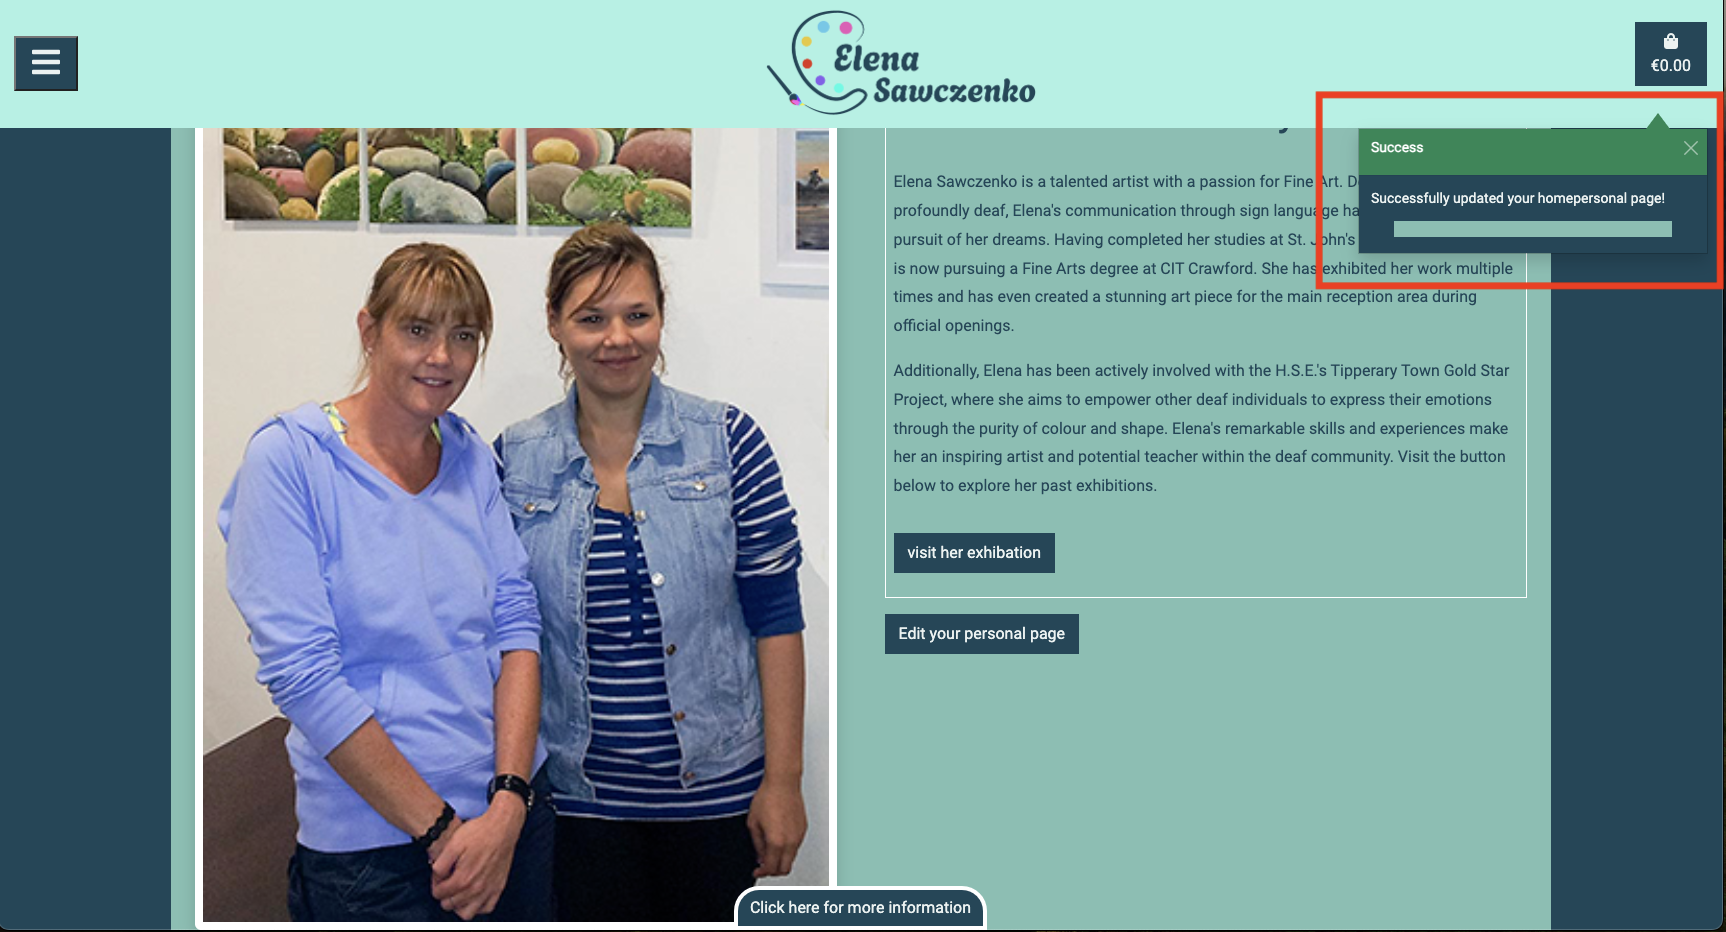 Elena
Sawczenko
€0.00
Success
Successfully updated your homepersonal page!
Elena Sawczenko is a talented artist with a passion for Fine Art. D
profoundly deaf, Elena's communication through sign language ha
pursuit of her dreams. Having completed her studies at St. John's
is now pursuing a Fine Arts degree at CIT Crawford. She has exhibited her work multiple
times and has even created a stunning art piece for the main reception area during
official openings.
Additionally, Elena has been actively involved with the H.S.E.'s Tipperary Town Gold Star
Project, where she aims to empower other deaf individuals to express their emotions
through the purity of colour and shape. Elena's remarkable skills and experiences make
her an inspiring artist and potential teacher within the deaf community. Visit the button
below to explore her past exhibitions.
visit her exhibation
Edit your personal page
Click here for more information